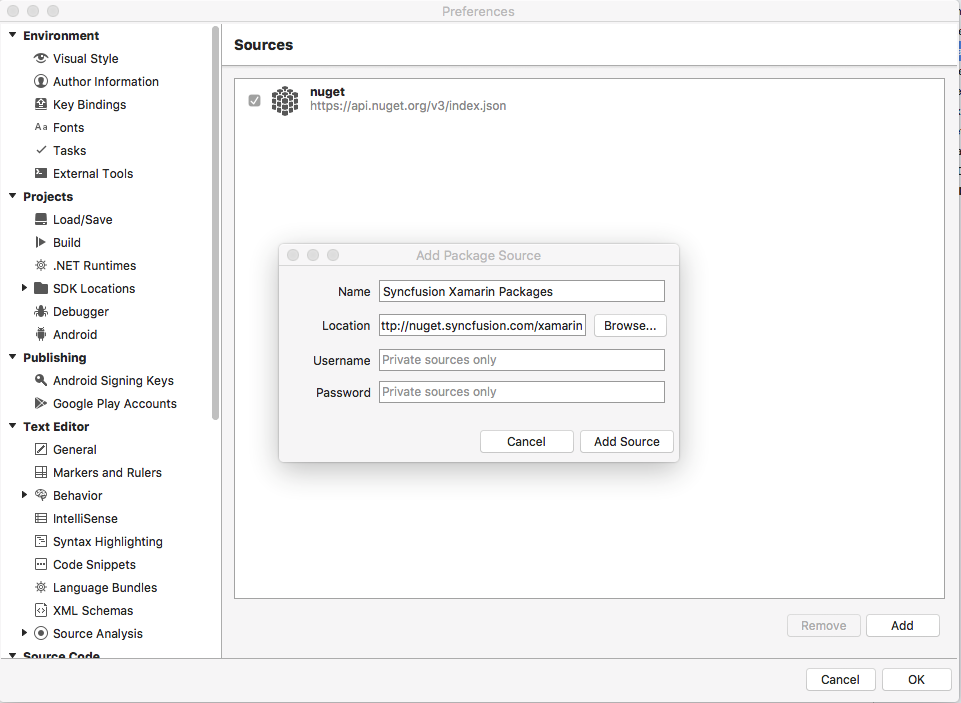 Preferences
Environment
Visual Style
Author Information
Key Bindings
Aa Fonts
Tasks
External Tools
Projects
Load/Save
Build
.NET Runtimes
SDK Locations
Debugger
Android
Publishing
Android Signing Keys
Google Play Accounts
Text Editor
General
Markers and Rulers
Behavior
IntelliSense
Syntax Highlighting
Code Snippets
Language Bundles
XML Schemas
Source Analysis
Source Code
Sources
nuget
https://api.nuget.org/v3/index.json
Add Package Source
Name Syncfusion Xamarin Packages
Location ttp://nuget.syncfusion.com/xamarin Browse...
Username Private sources only
Password Private sources only
Cancel Add Source
Remove Add
Cancel OK